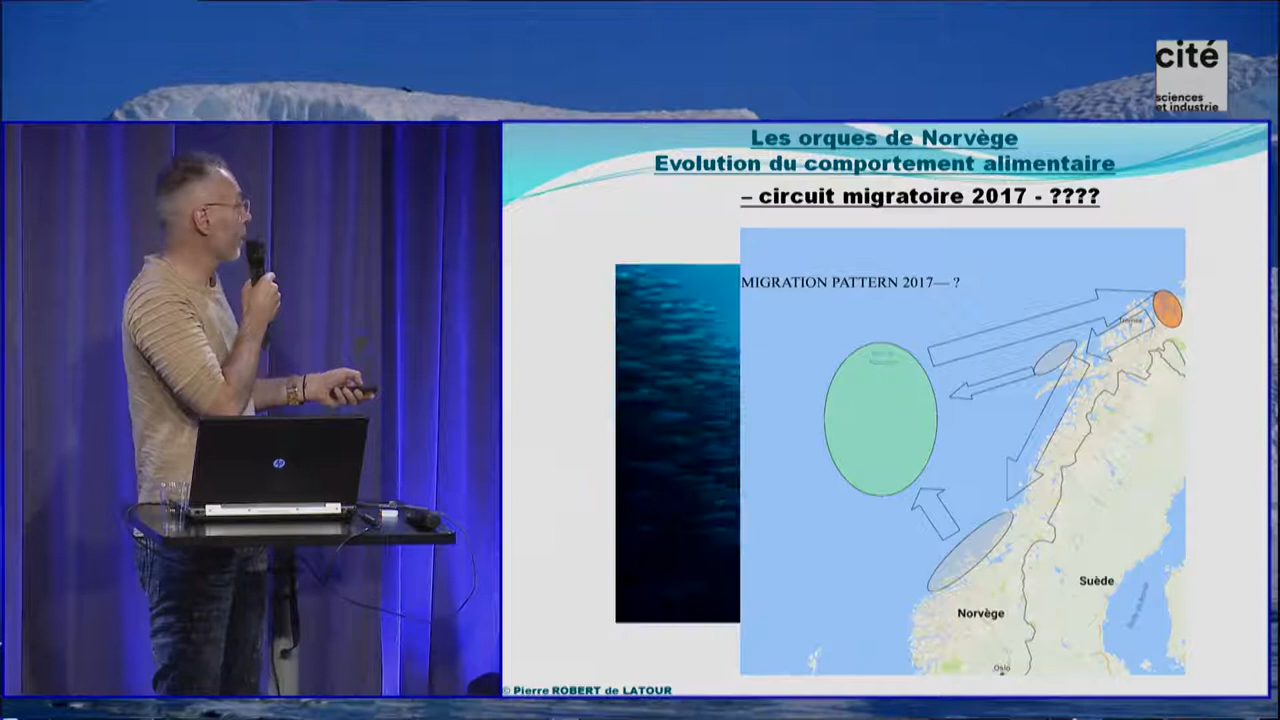 cité
sciences
et industrie
Les orques de Norvège
Evolution du comportement alimentaire
– circuit migratoire 2017 - ????
MIGRATION PATTERN 2017— ?
Suède
Norvège
Oslo
hp
© Pierre ROBERT de LATOUR